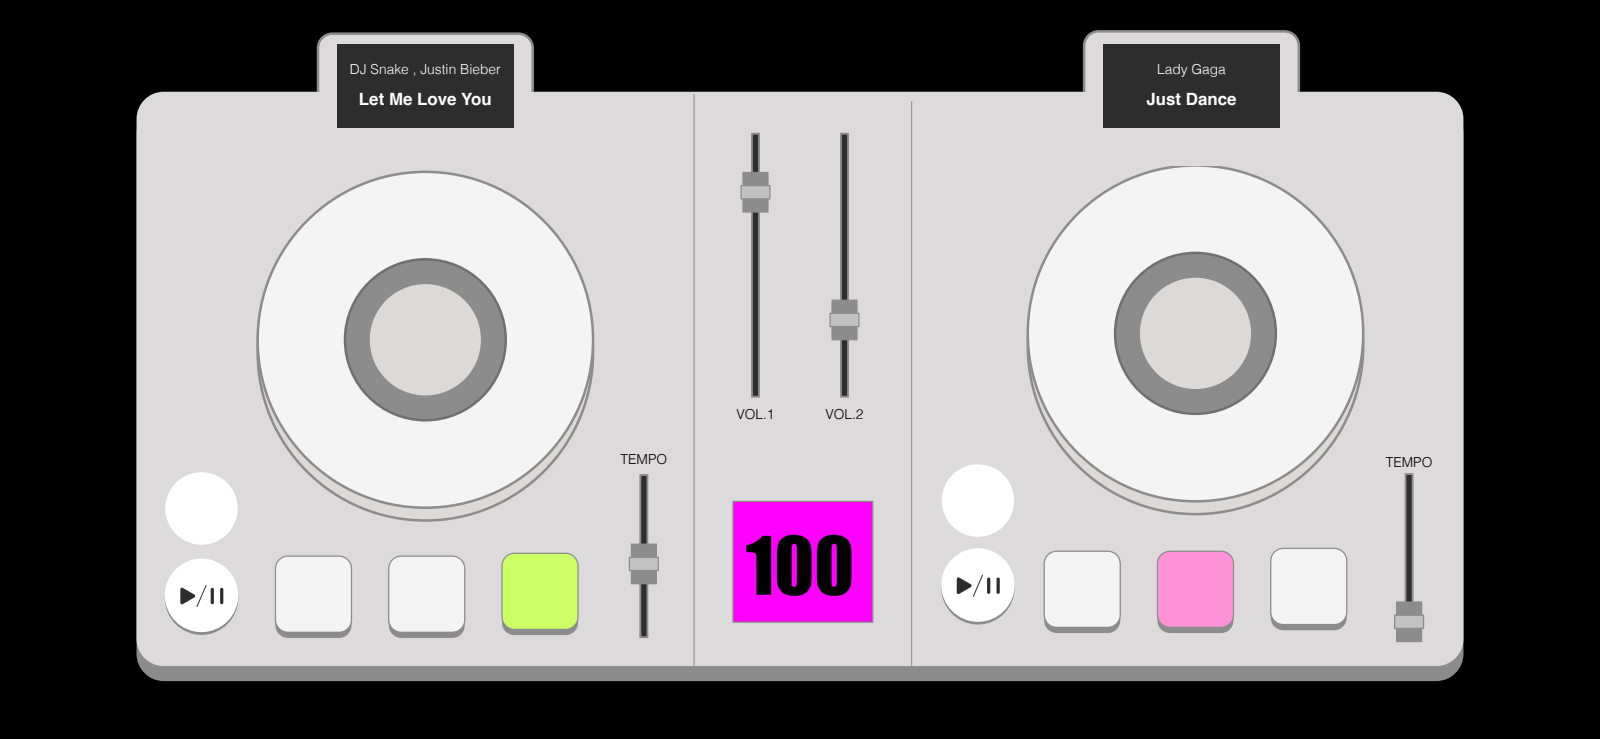 DJ Snake , Justin Bieber
Let Me Love You
Lady Gaga
Just Dance
VOL.1
VOL.2
TEMPO
TEMPO
100